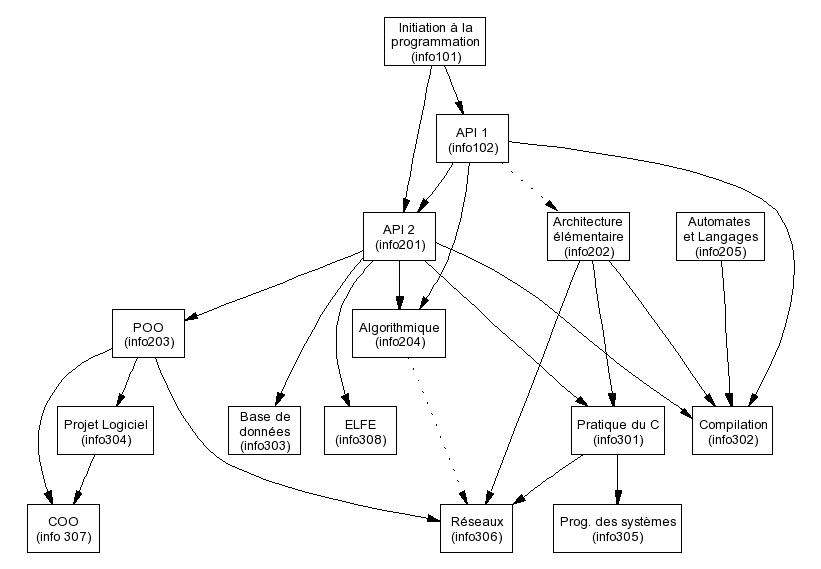 Initiation à la
programmation
(info101)
API 1
(info102)
API 2
(info201)
Architecture
élémentaire
(info202)
Automates
et Langages
(info205)
POO
(info203)
Algorithmique
(info204)
Projet Logiciel
(info304)
Base de
données
(info303)
ELFE
(info308)
Pratique du C
(info301)
Compilation
(info302)
COO
(info 307)
Réseaux
(info306)
Prog. des systèmes
(info305)